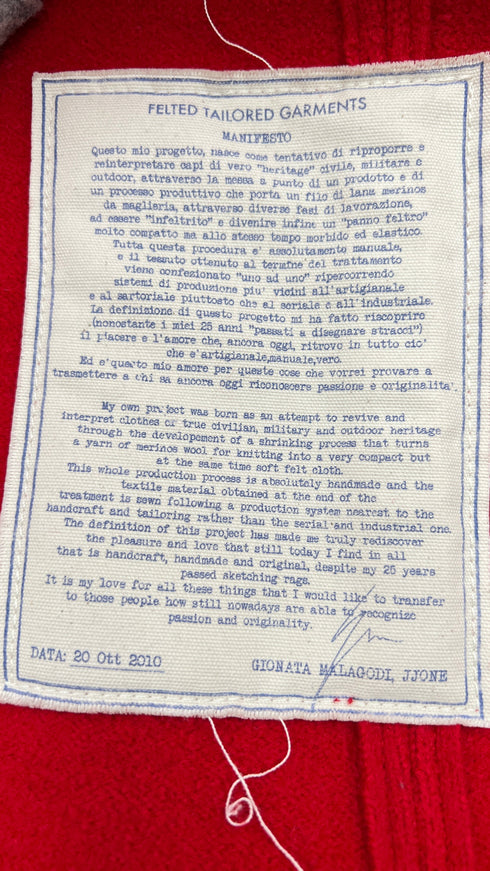 FELTED TAILORED GARMENTS
MANIFESTO
Questo mio progetto, nasce come tentativo di riproporre e
reinterpretare capi di vero "heritage" civile, militare e
outdoor, attraverso la messa a punto di un prodotto e di
un processo produttivo che porta un filo di lana merinos
da maglieria, attraverso diverse fasi di lavorazione,
ad essere "infeltrito" e divenire infine un "panno feltro"
molto compatto ma allo stesso tempo morbido ed elastico.
Tutta questa procedura e' assolutamente manuale,
e il tessuto ottenuto al termine del trattamento
viene confezionato "uno ad uno" ripercorrendo
sistemi di produzione piu' vicini all'artigianale
e al sartoriale piuttosto che al seriale e all'industriale.
La definizione di questo progetto mi ha fatto riscoprire
(nonostante i miei 25 anni "passati a disegnare stracci")
il piacere e l'amore che, ancora oggi, ritrovo in tutto cio'
che e'artigianale,manuale,vero.
Ed e'questo mio amore per queste cose che vorrei provare a
trasmettere a chi sa ancora oggi riconoscere passione e originalita'.
My own project was born as an attempt to revive and
interpret clothes of true civilian, military and outdoor heritage
through the development of a shrinking process that turns
a yarn of merinos wool for knitting into a very compact but
at the same time soft felt cloth.
This whole production process is absolutely handmade and the
textile material obtained at the end of the
treatment is sewn following a production system nearest to the
handcraft and tailoring rather than the serial and industrial one.
The definition of this project has made me truly rediscover
the pleasure and love that still today I find in all
that is handcraft, handmade and original, despite my 25 years
passed sketching rags.
It is my love for all these things that I would like to transfer
to those people how still nowadays are able to recognize
passion and originality.
DATA: 20 Ott 2010
GIONATA MALAGODI, JJONE